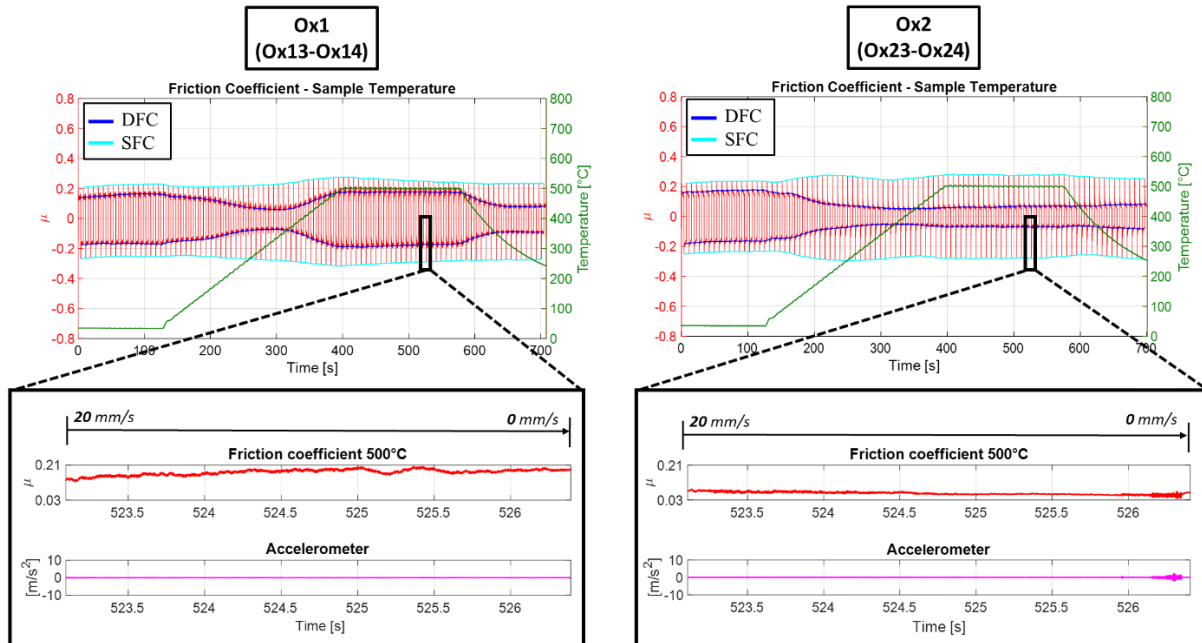 Ox1
(Ox13-Ox14)
Friction Coefficient - Sample Temperature
DFC
SFC
0.8
0.6
0.4
0.2
0
-0.2
-0.4
-0.6
-0.8
μ
800
700
600
500
400
300
200
100
0
Temperature [°C]
0 100 200 300 400 500 600 700
Time [s]
20 mm/s 0 mm/s
Friction coefficient 500°C
0.21
0.03
μ
523.5 524 524.5 525 525.5 526
Accelerometer
10
0
-10
[m/s²]
523.5 524 524.5 525 525.5 526
Time [s]
Ox2
(Ox23-Ox24)
Friction Coefficient - Sample Temperature
DFC
SFC
0.8
0.6
0.4
0.2
0
-0.2
-0.4
-0.6
-0.8
μ
800
700
600
500
400
300
200
100
0
Temperature [°C]
0 100 200 300 400 500 600 700
Time [s]
20 mm/s 0 mm/s
Friction coefficient 500°C
0.21
0.03
μ
523.5 524 524.5 525 525.5 526
Accelerometer
10
0
-10
[m/s²]
523.5 524 524.5 525 525.5 526
Time [s]